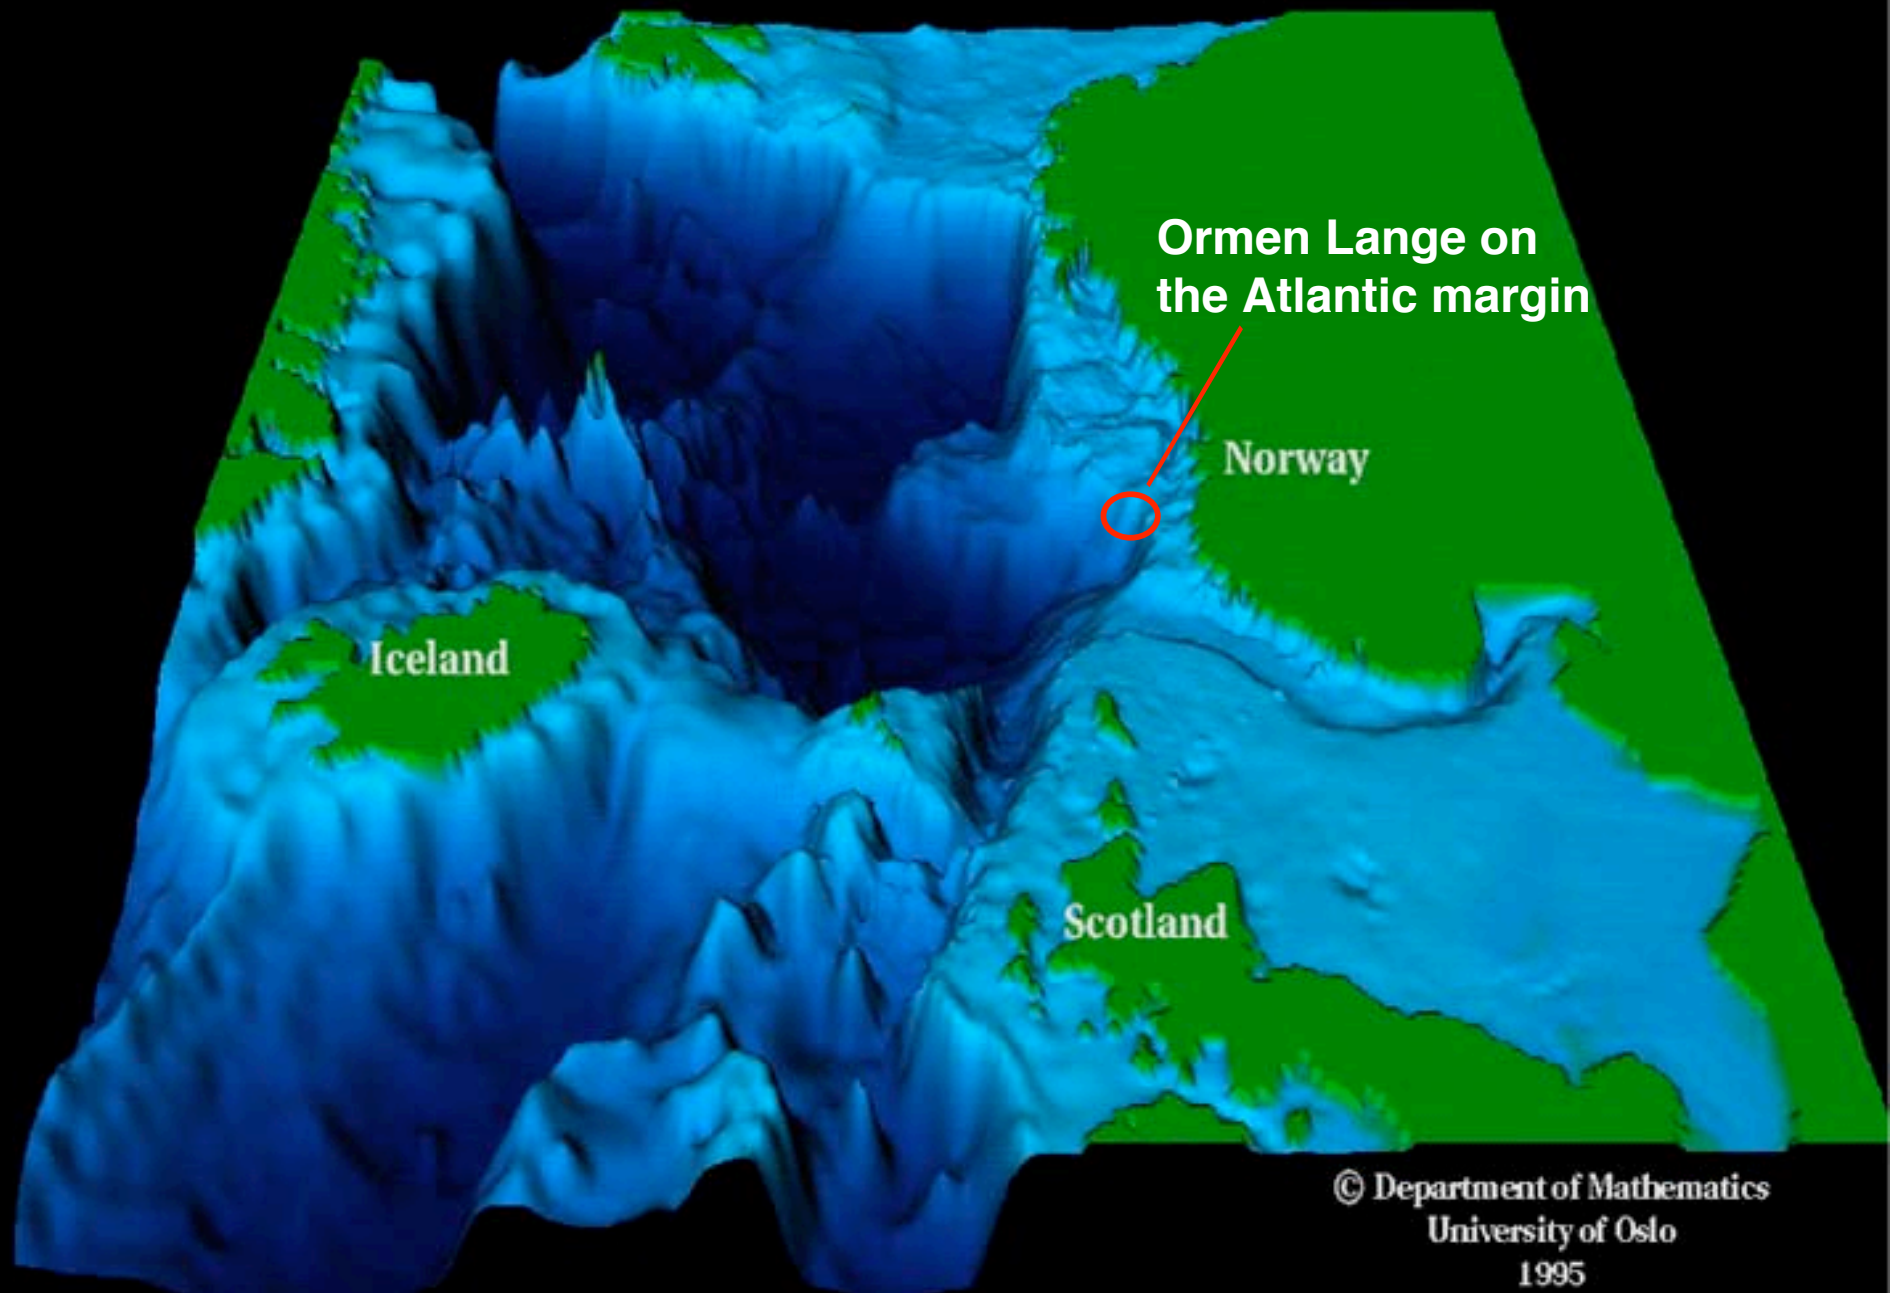 Ormen Lange on
the Atlantic margin
Norway
Iceland
Scotland
© Department of Mathematics
University of Oslo
1995